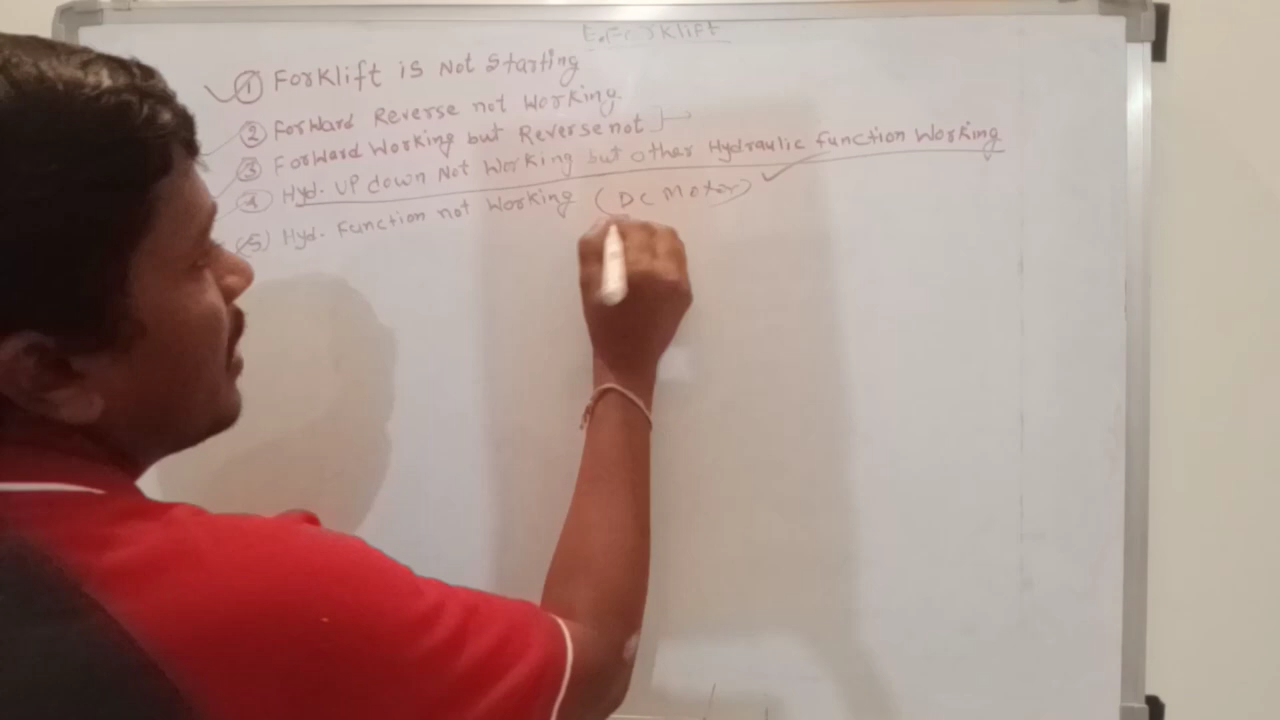 E.Forklift
① Forklift is Not Starting
② Forward Reverse not Working.
③ Forward Working but Reverse not
④ Hyd. UP down Not Working but other Hydraulic function Working
(5) Hyd. Function not Working (DC Motor)